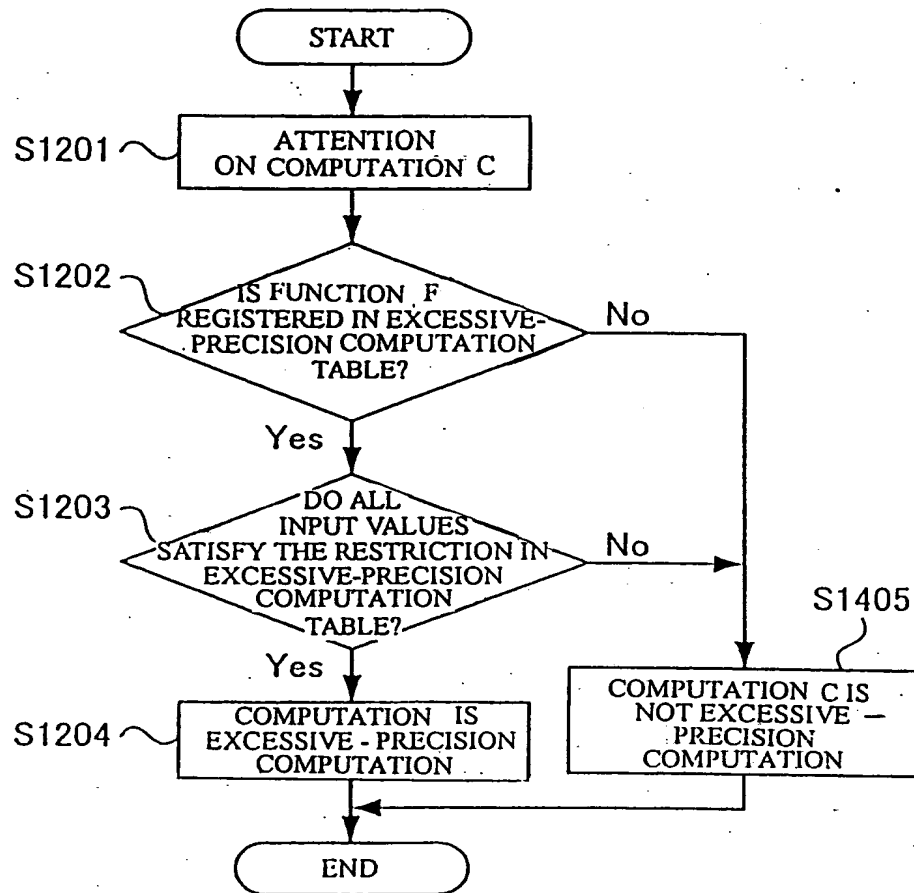 START
S1201
ATTENTION
ON COMPUTATION C
S1202
IS FUNCTION F
REGISTERED IN EXCESSIVE-
PRECISION COMPUTATION
TABLE?
No
Yes
S1203
DO ALL
INPUT VALUES
SATISFY THE RESTRICTION IN
EXCESSIVE-PRECISION
COMPUTATION
TABLE?
No
Yes
S1204
COMPUTATION IS
EXCESSIVE - PRECISION
COMPUTATION
S1405
COMPUTATION C IS
NOT EXCESSIVE —
PRECISION
COMPUTATION
END